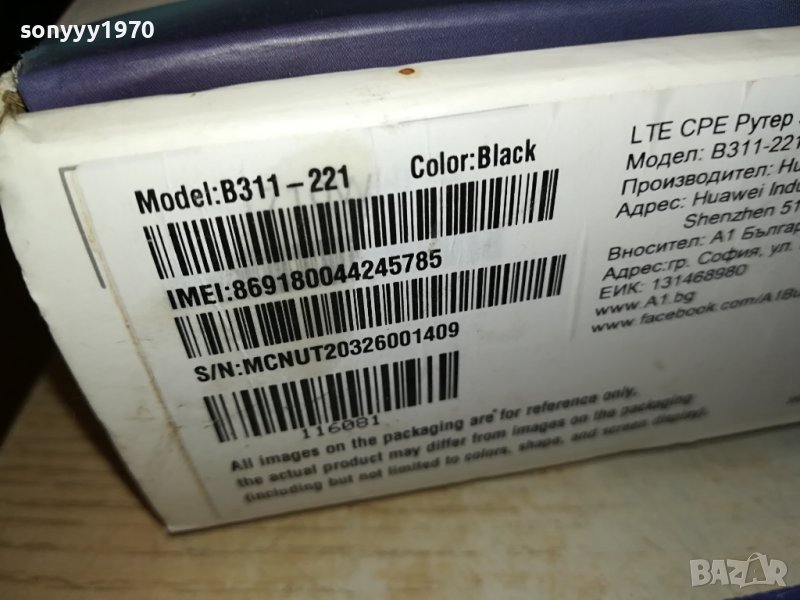 sonyyy1970
Model:B311-221 Color:Black
IMEI:869180044245785
S/N:MCNUT20326001409
116081
All images on the packaging are for reference only,
the actual product may differ from images on the packaging
(including but not limited to colors, shape, and screen display).
LTE CPE Рутер
Модел: B311-221
Производител: Hu
Адрес: Huawei Indu
Shenzhen 51
Вносител: A1 Българ
Адрес:гр. София, ул.
ЕИК: 131468980
www.A1.bg
www.facebook.com/A1Bu
BAZAR